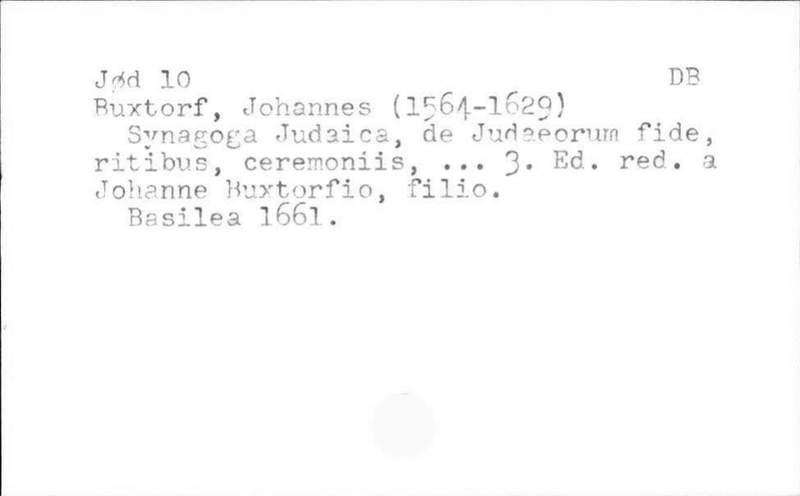 Jød 10 DB
Buxtorf, Johannes (1564-1629)
Synagoga Judaica, de Judaeorum fide,
ritibus, ceremoniis, ... 3. Ed. red. a
Johanne Buxtorfio, filio.
Basilea 1661.